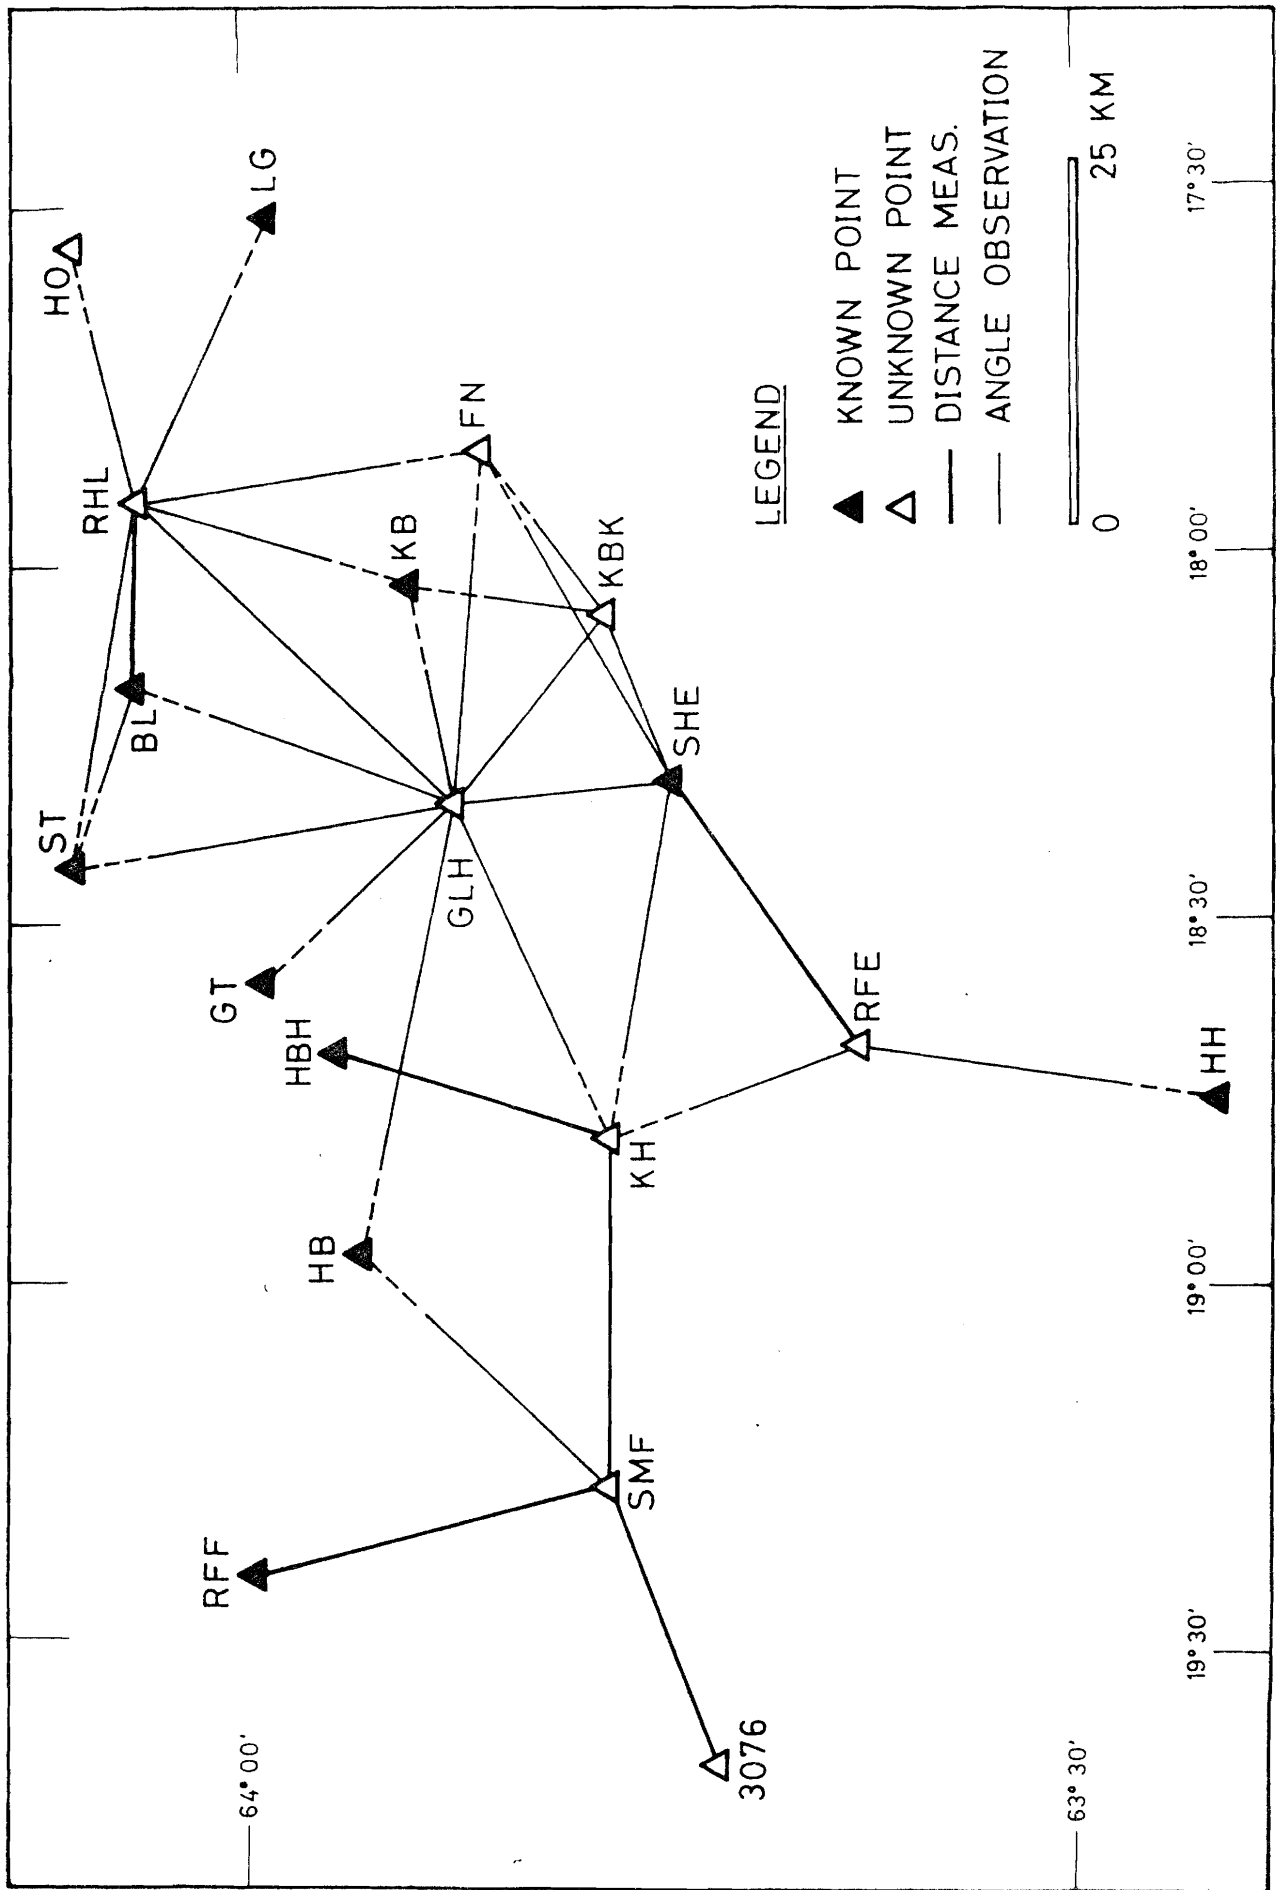 HO
LG
RHL
ST
BL
FN
KB
GT
HBH
KBK
GLH
HB
SHE
RFF
KH
SMF
RFE
3076
HH
64° 00'
63° 30'
19° 30'
19° 00'
18° 30'
18° 00'
17° 30'
LEGEND
KNOWN POINT
UNKNOWN POINT
DISTANCE MEAS.
ANGLE OBSERVATION
0 25 KM